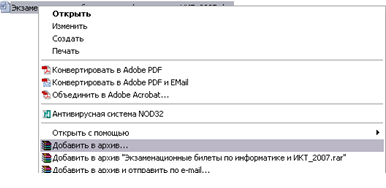 Экзаме
ИКТ_2007
Открыть
Изменить
Создать
Печать
Конвертировать в Adobe PDF
Конвертировать в Adobe PDF и EMail
Объединить в Adobe Acrobat...
Антивирусная система NOD32
Открыть с помощью
Добавить в архив...
Добавить в архив "Экзаменационные билеты по информатике и ИКТ_2007.rar"
Добавить в архив и отправить по e-mail...